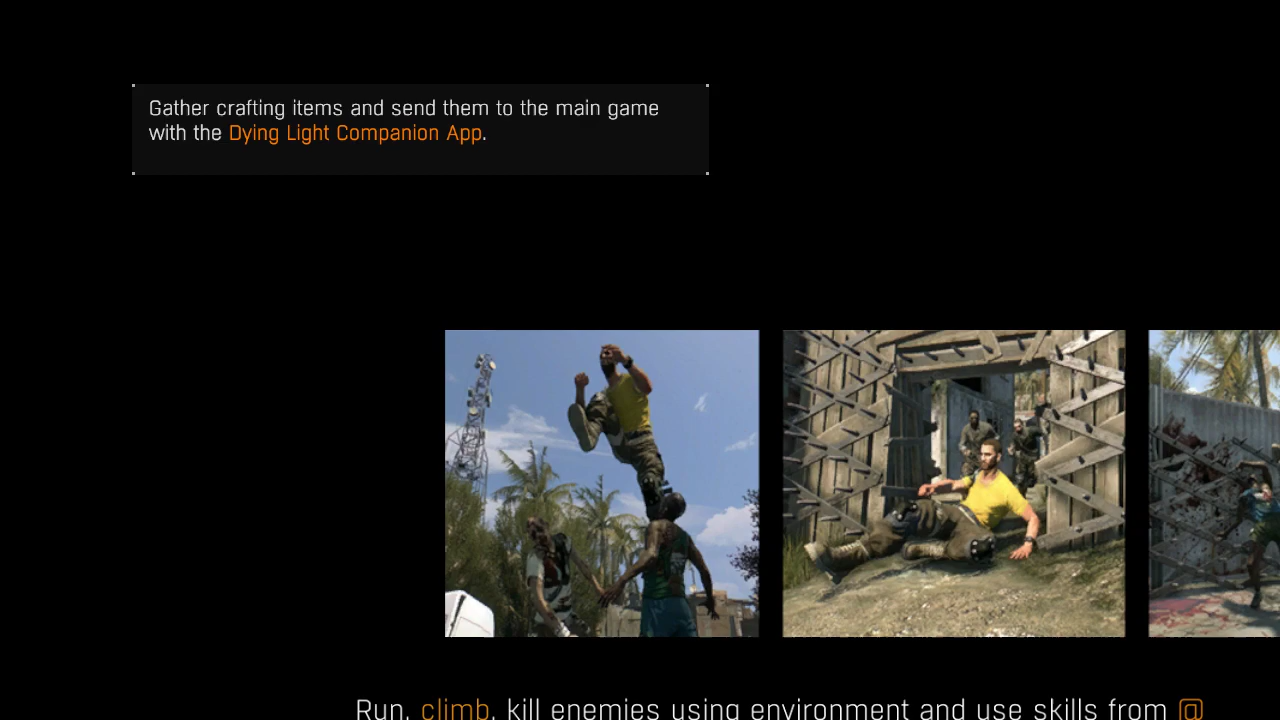 Gather crafting items and send them to the main game
with the Dying Light Companion App.
Run, climb, kill enemies using environment and use skills from @